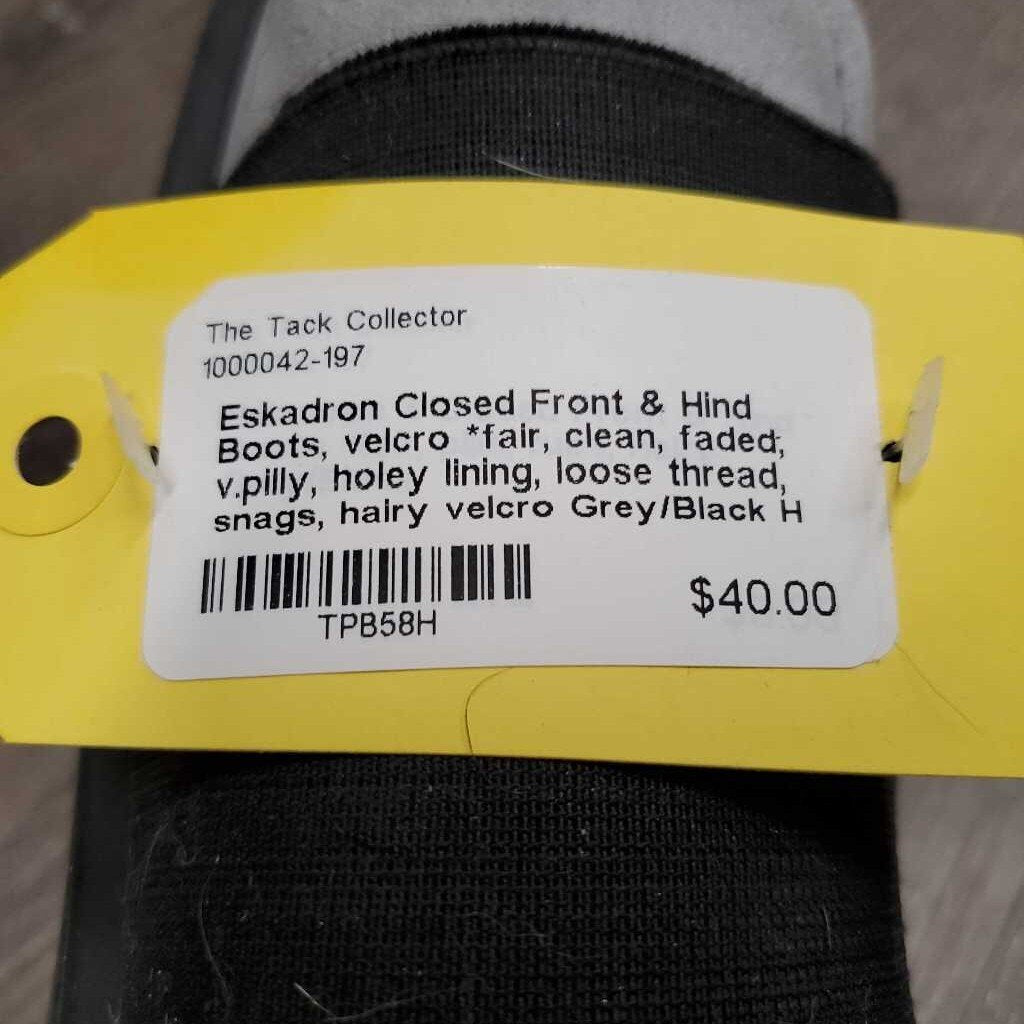 The Tack Collector
1000042-197
Eskadron Closed Front & Hind
Boots, velcro *fair, clean, faded,
v.pilly, holey lining, loose thread,
snags, hairy velcro Grey/Black H
TPB58H
$40.00